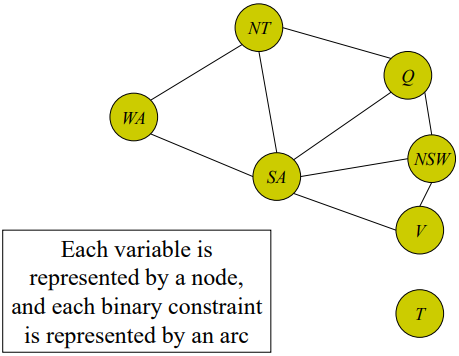 NT
Q
WA
NSW
SA
V
Each variable is
represented by a node,
and each binary constraint
is represented by an arc
T